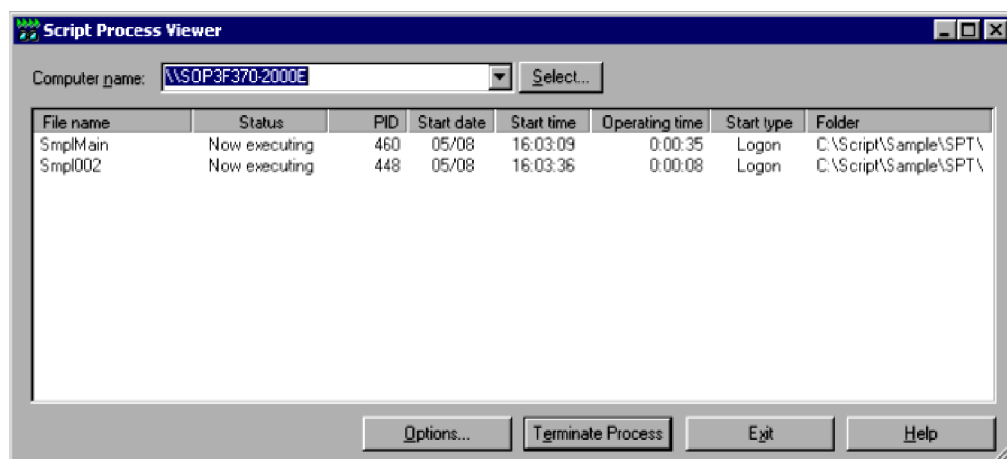 Script Process Viewer
Computer name: \\SOP3F370-2000E Select...
File name Status PID Start date Start time Operating time Start type Folder
SmplMain Now executing 460 05/08 16:03:09 0:00:35 Logon C:\Script\Sample\SPT\
Smpl002 Now executing 448 05/08 16:03:36 0:00:08 Logon C:\Script\Sample\SPT\
Options... Terminate Process Exit Help